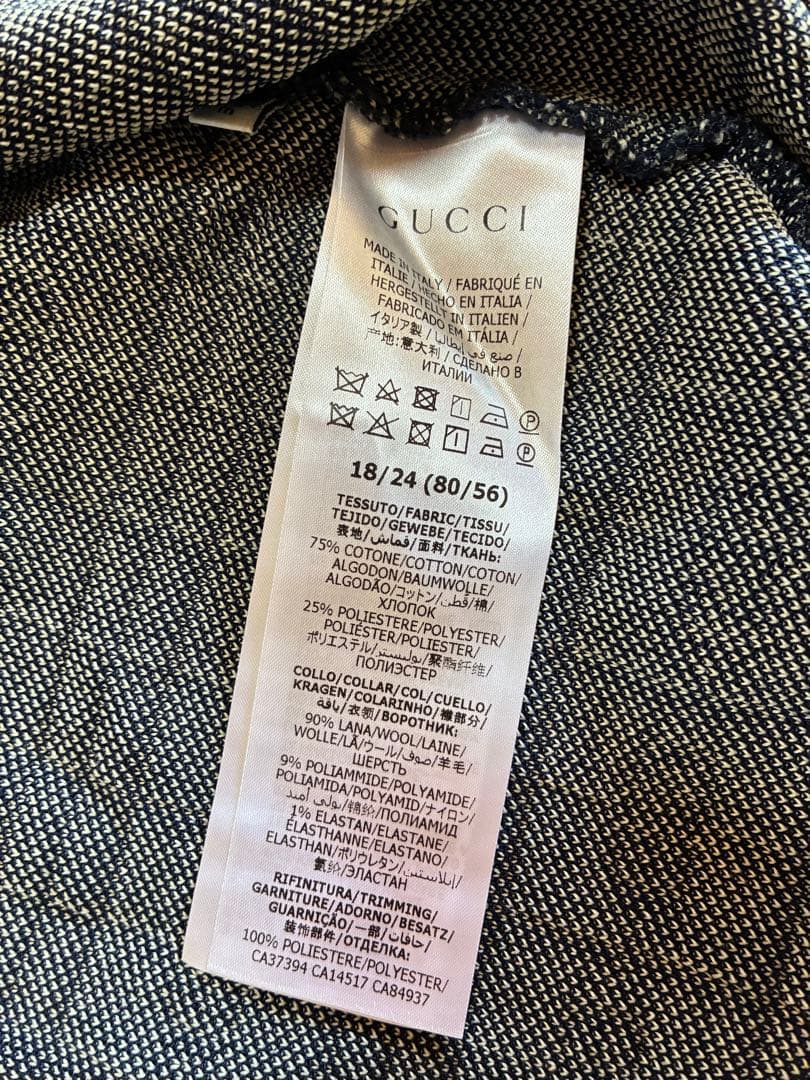 GUCCI
MADE IN ITALY / FABRIQUÉ EN
ITALIE / HECHO EN ITALIA /
HERGESTELLT IN ITALIEN /
FABRICADO EM ITÁLIA /
イタリア製 / صنع في إيطاليا /
产地:意大利 / СДЕЛАНО В
ИТАЛИИ
18/24 (80/56)
TESSUTO/FABRIC/TISSU/
TEJIDO/GEWEBE/TECIDO/
表地/قماش/面料/ТКАНЬ:
75% COTONE/COTTON/COTON/
ALGODON/BAUMWOLLE/
ALGODÃO/コットン/قطن/棉/
ХЛОПОК
25% POLIESTERE/POLYESTER/
POLIÉSTER/POLIESTER/
ポリエステル/بوليستر/聚酯纤维/
ПОЛИЭСТЕР
COLLO/COLLAR/COL/CUELLO/
KRAGEN/COLARINHO/襟部分/
ياقة/衣领/ВОРОТНИК:
90% LANA/WOOL/LAINE/
WOLLE/LÃ/ウール/صوف/羊毛/
ШЕРСТЬ
9% POLIAMMIDE/POLYAMIDE/
POLIAMIDA/POLYAMID/ナイロン/
بولي أميد/锦纶/ПОЛИАМИД
1% ELASTAN/ELASTANE/
ÉLASTHANNE/ELASTANO/
ELASTHAN/ポリウレタン/إيلاستين/
氨纶/ЭЛАСТАН
RIFINITURA/TRIMMING/
GARNITURE/ADORNO/BESATZ/
GUARNIÇÃO/一部/حافات/
装饰部件/ОТДЕЛКА:
100% POLIESTERE/POLYESTER/
CA37394 CA14517 CA84937